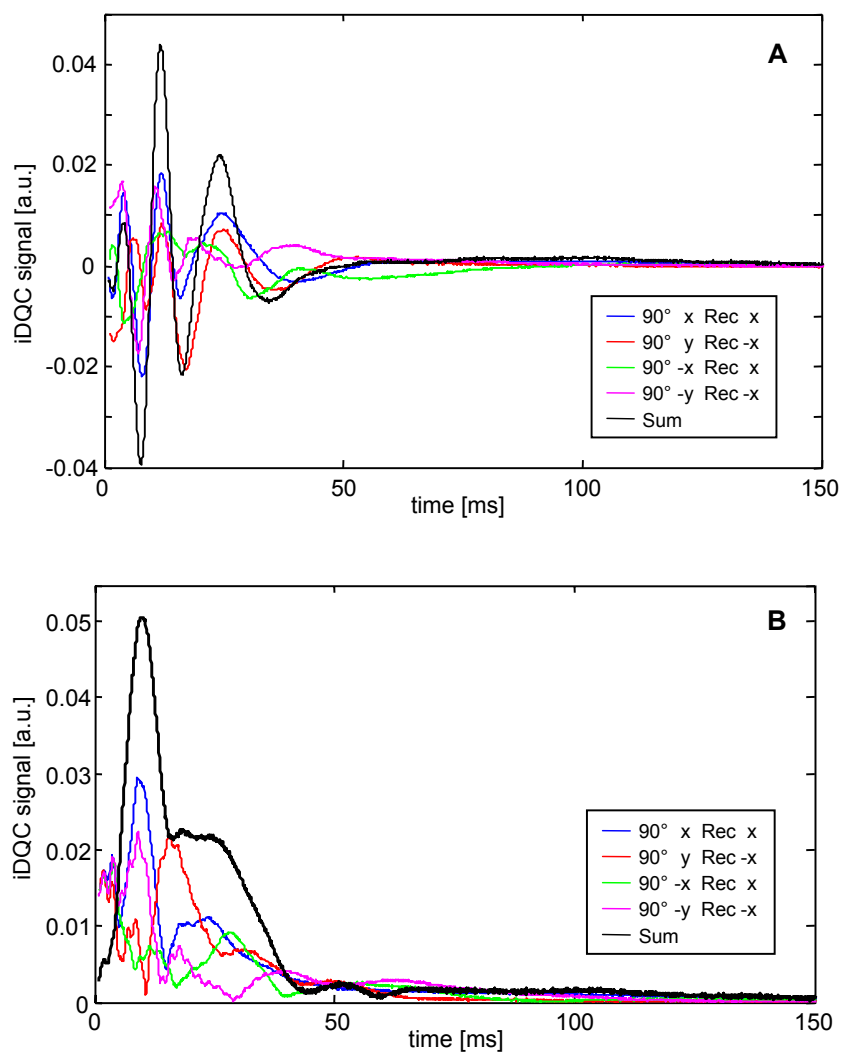 A
0.04
0.02
0
-0.02
-0.04
iDQC signal [a.u.]
90° x Rec x
90° y Rec -x
90° -x Rec x
90° -y Rec -x
Sum
0 50 100 150
time [ms]
B
0.05
0.04
0.03
0.02
0.01
0
iDQC signal [a.u.]
90° x Rec x
90° y Rec -x
90° -x Rec x
90° -y Rec -x
Sum
0 50 100 150
time [ms]